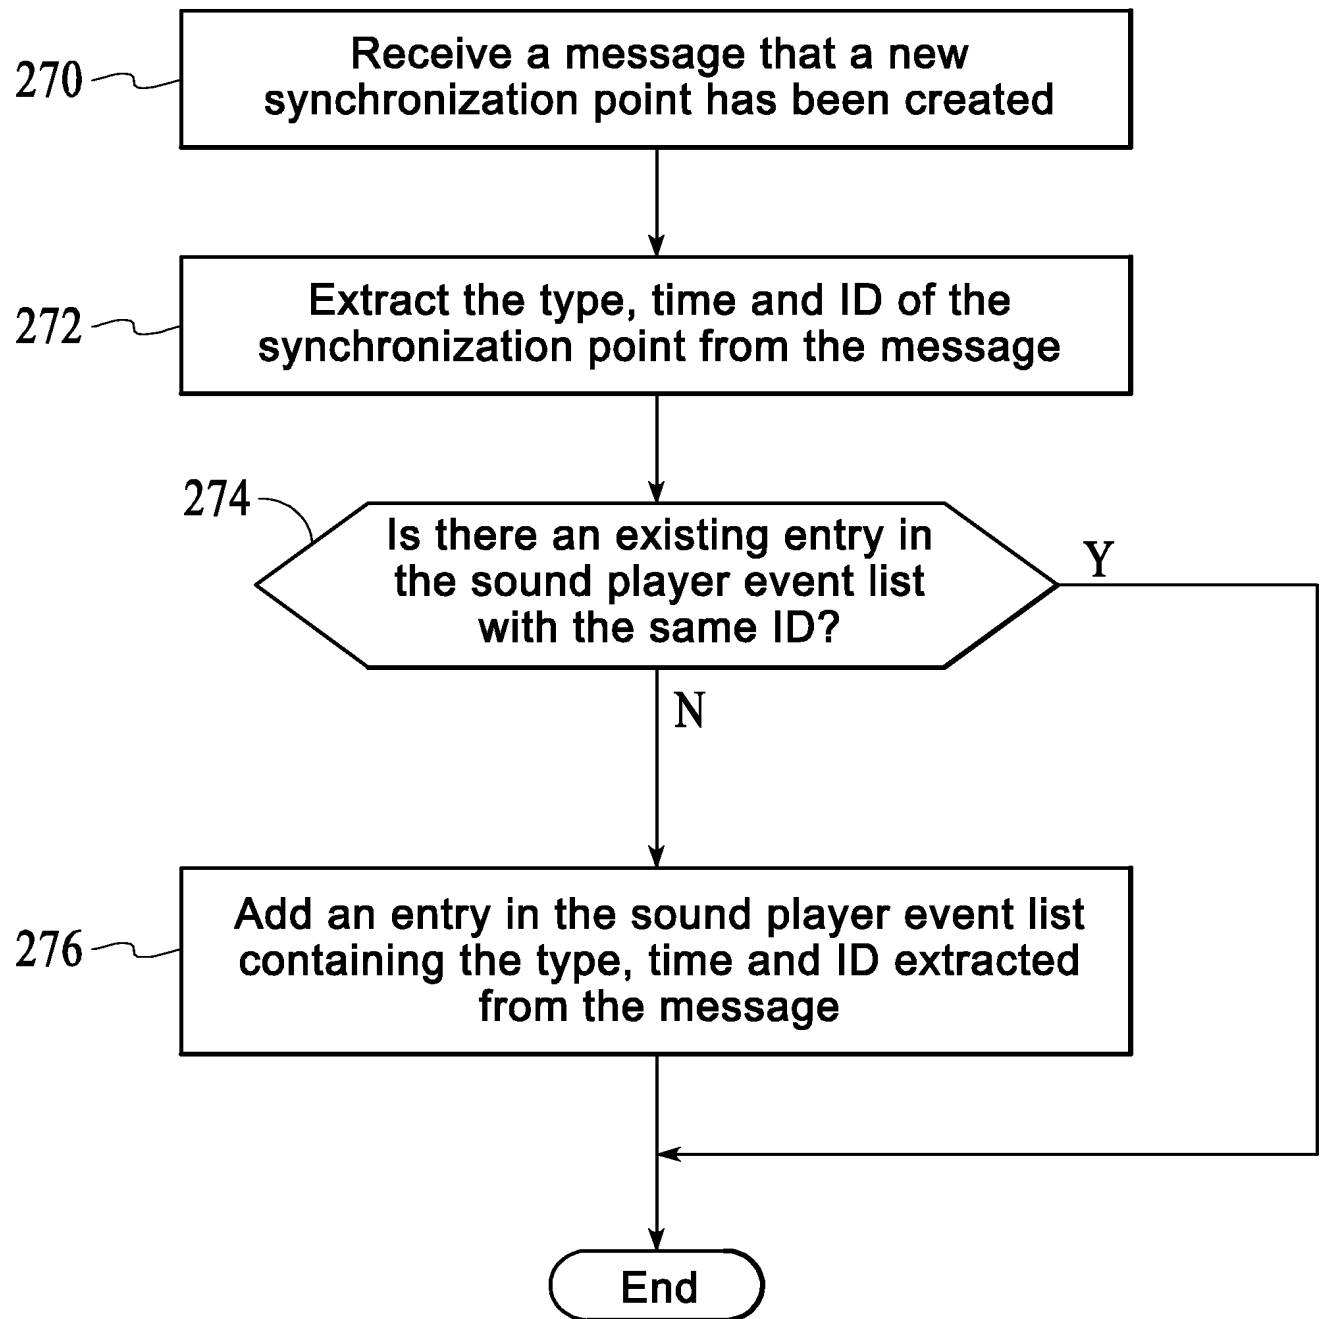 270
Receive a message that a new
synchronization point has been created
272
Extract the type, time and ID of the
synchronization point from the message
274
Is there an existing entry in
the sound player event list
with the same ID?
Y
N
276
Add an entry in the sound player event list
containing the type, time and ID extracted
from the message
End